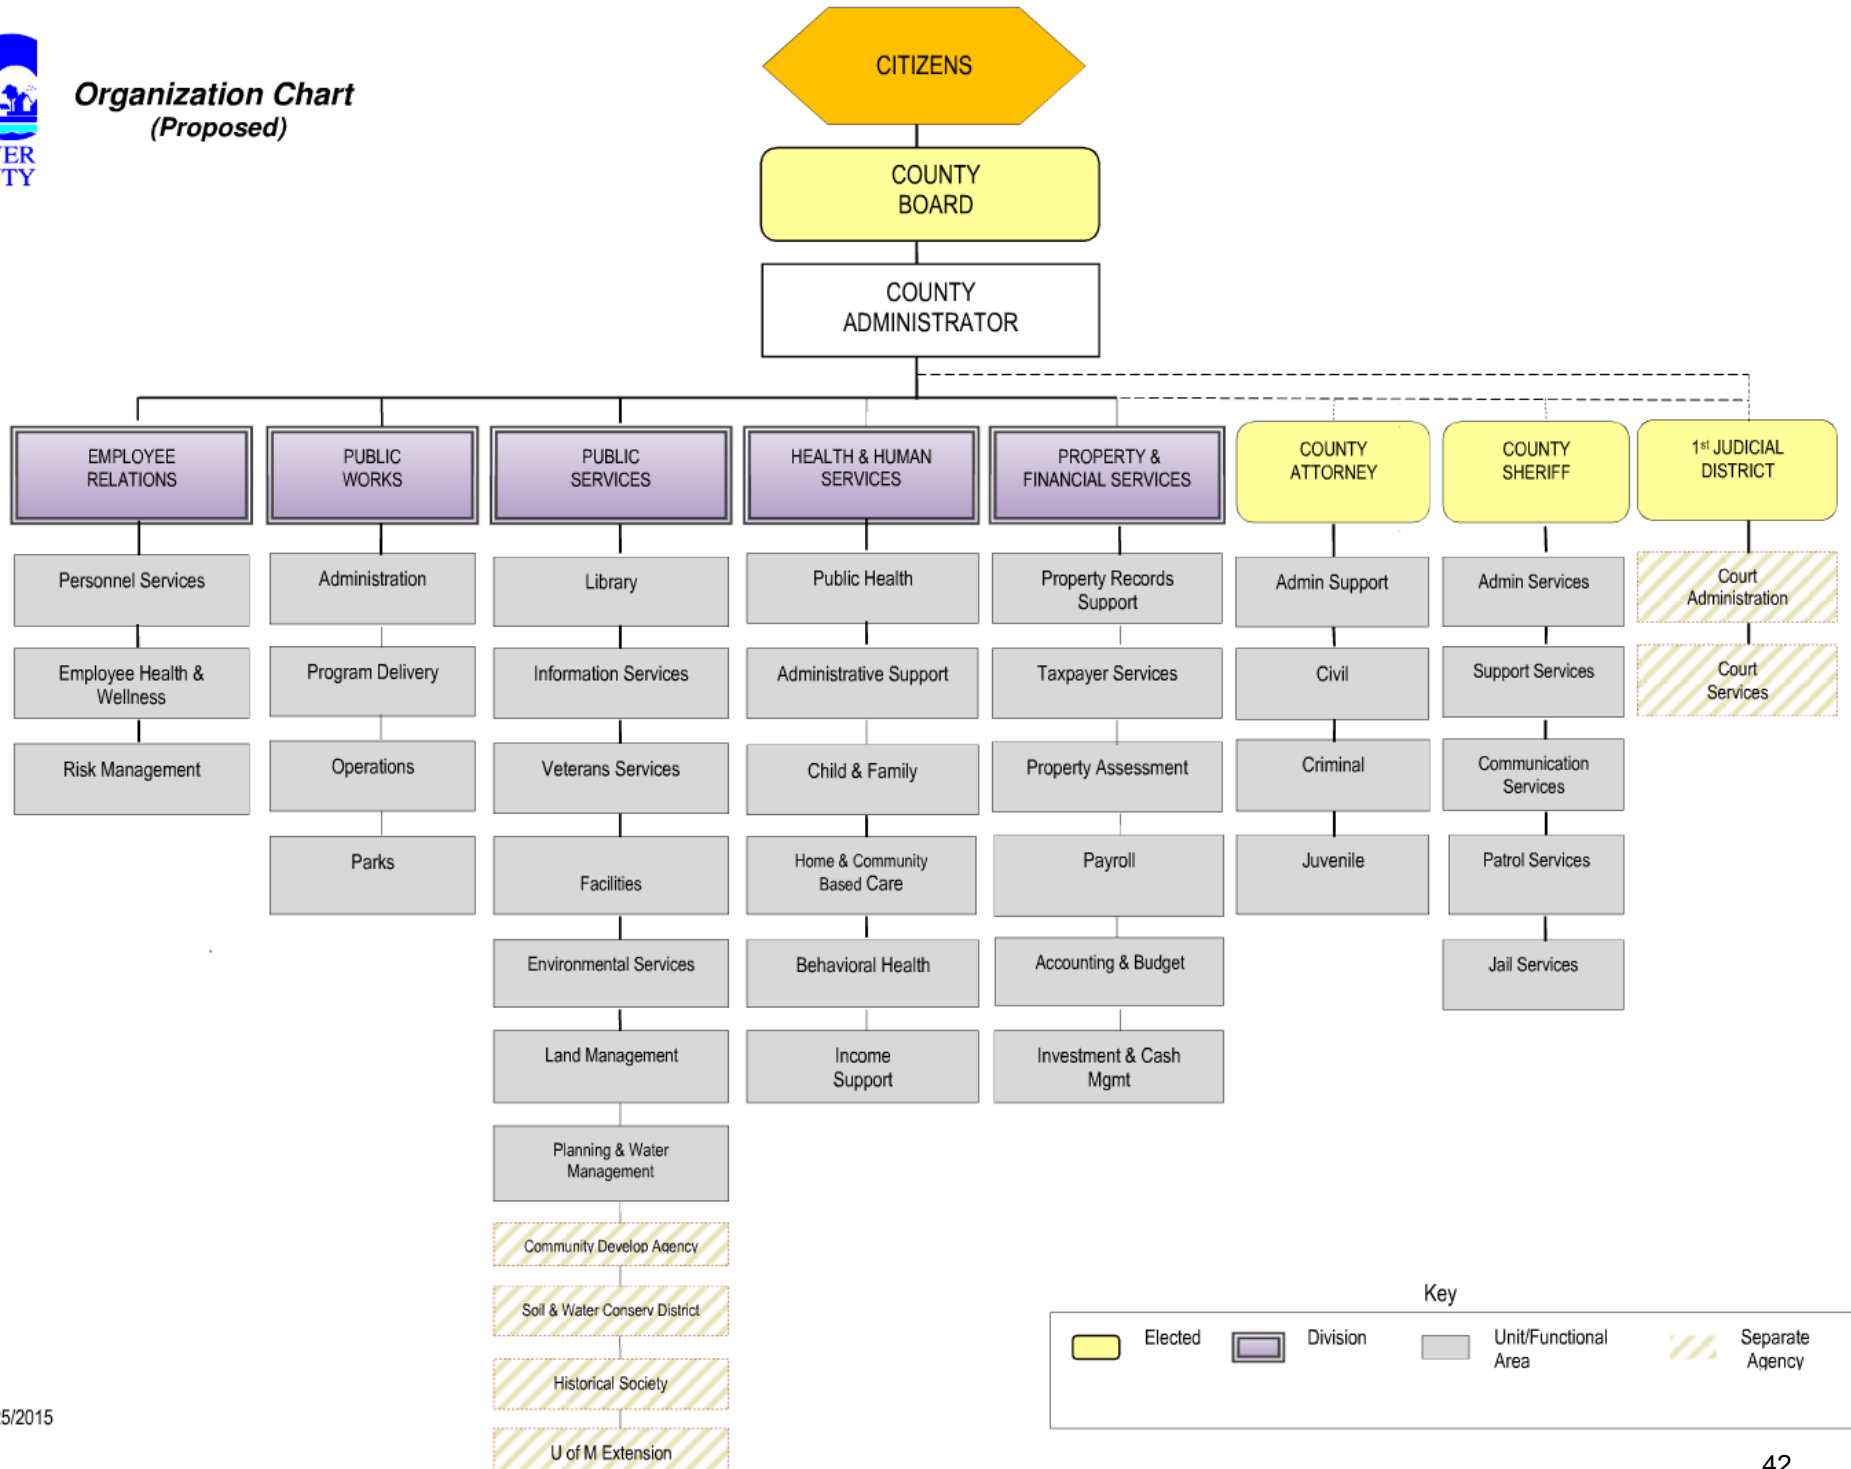 Organization Chart
(Proposed)
CITIZENS
COUNTY
BOARD
COUNTY
ADMINISTRATOR
EMPLOYEE
RELATIONS
PUBLIC
WORKS
PUBLIC
SERVICES
HEALTH & HUMAN
SERVICES
PROPERTY &
FINANCIAL SERVICES
COUNTY
ATTORNEY
COUNTY
SHERIFF
1st JUDICIAL
DISTRICT
Personnel Services
Employee Health &
Wellness
Risk Management
Administration
Program Delivery
Operations
Parks
Library
Information Services
Veterans Services
Facilities
Environmental Services
Land Management
Planning & Water
Management
Community Develop Agency
Soil & Water Conserv District
Historical Society
U of M Extension
Public Health
Administrative Support
Child & Family
Home & Community
Based Care
Behavioral Health
Income
Support
Property Records
Support
Taxpayer Services
Property Assessment
Payroll
Accounting & Budget
Investment & Cash
Mgmt
Admin Support
Civil
Criminal
Juvenile
Admin Services
Support Services
Communication
Services
Patrol Services
Jail Services
Court
Administration
Court
Services
Key
Elected
Division
Unit/Functional
Area
Separate
Agency
5/2015
42